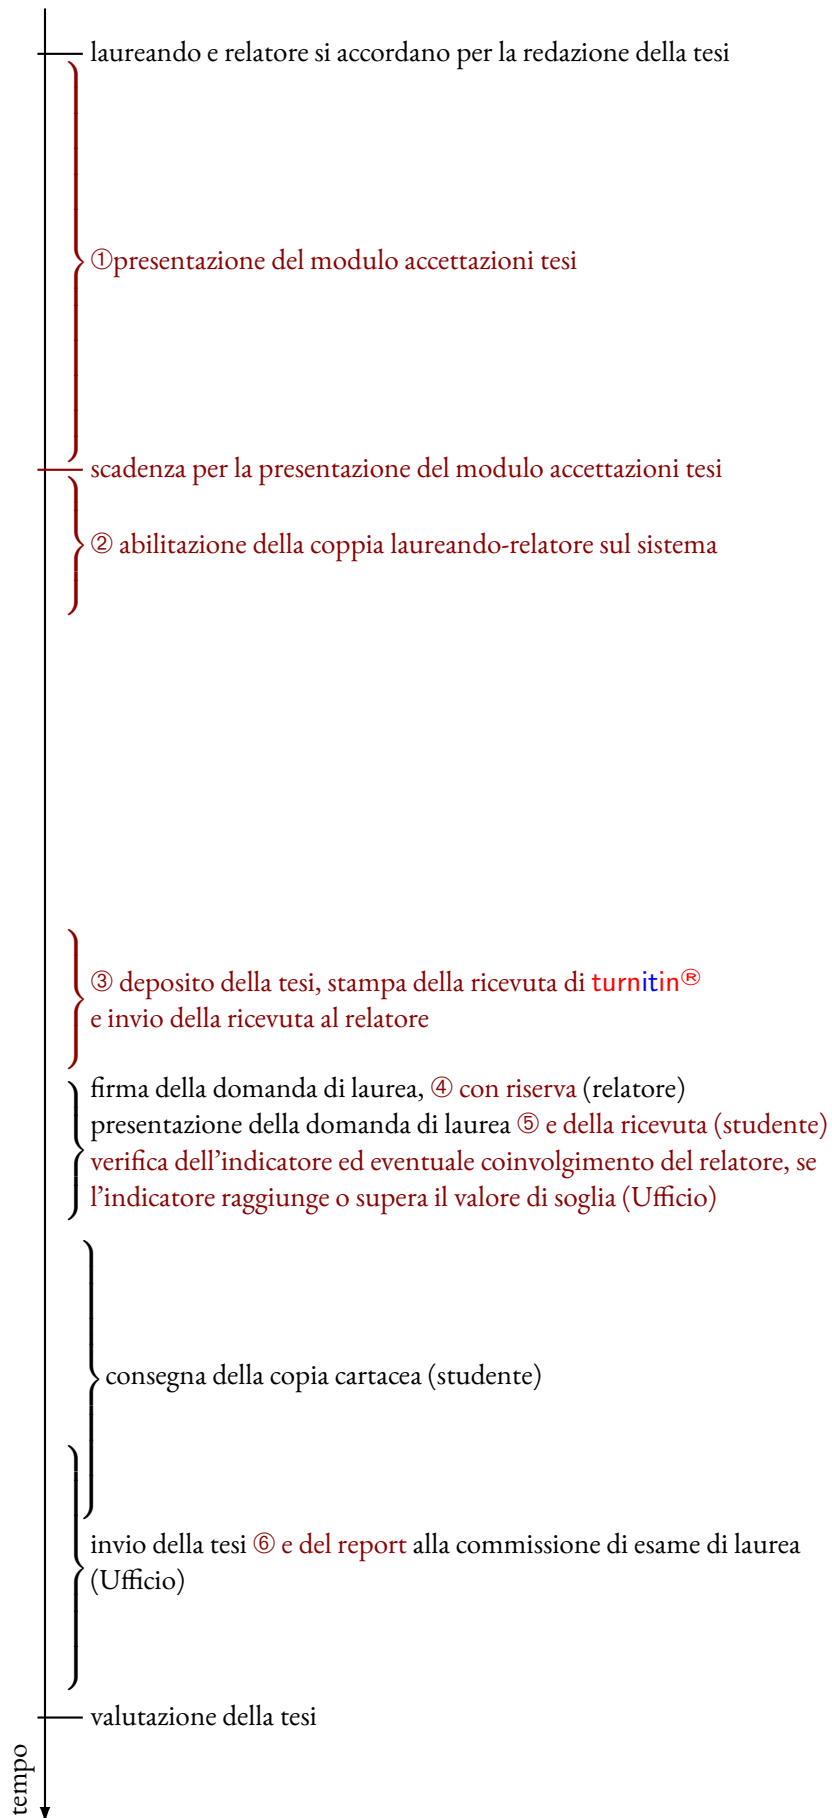 laureando e relatore si accordano per la redazione della tesi
①presentazione del modulo accettazioni tesi
scadenza per la presentazione del modulo accettazioni tesi
② abilitazione della coppia laureando-relatore sul sistema
③ deposito della tesi, stampa della ricevuta di turnitin®
e invio della ricevuta al relatore
firma della domanda di laurea, ④ con riserva (relatore)
presentazione della domanda di laurea ⑤ e della ricevuta (studente)
verifica dell'indicatore ed eventuale coinvolgimento del relatore, se
l'indicatore raggiunge o supera il valore di soglia (Ufficio)
consegna della copia cartacea (studente)
invio della tesi ⑥ e del report alla commissione di esame di laurea
(Ufficio)
valutazione della tesi
tempo